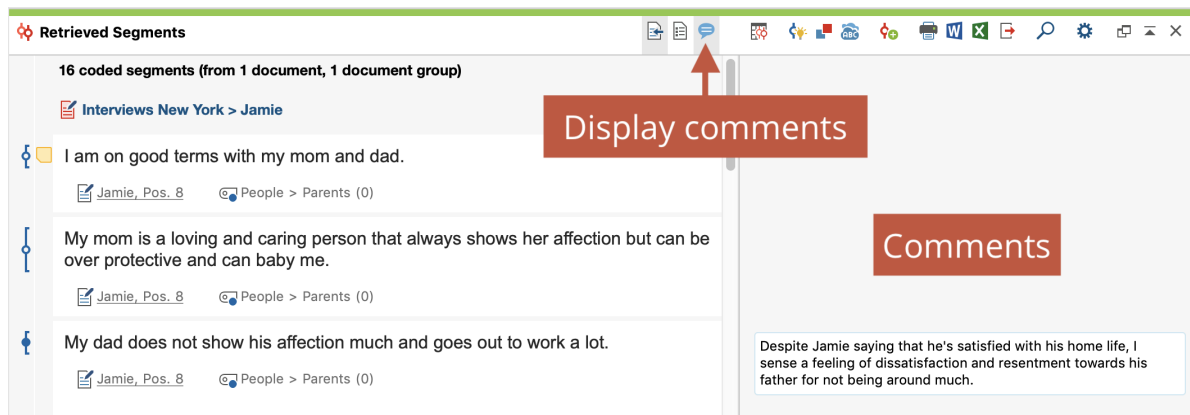 Retrieved Segments
ABC
W
X
16 coded segments (from 1 document, 1 document group)
Interviews New York > Jamie
Display comments
I am on good terms with my mom and dad.
Jamie, Pos. 8
People > Parents (0)
My mom is a loving and caring person that always shows her affection but can be
over protective and can baby me.
Jamie, Pos. 8
People > Parents (0)
My dad does not show his affection much and goes out to work a lot.
Jamie, Pos. 8
People > Parents (0)
Comments
Despite Jamie saying that he's satisfied with his home life, I
sense a feeling of dissatisfaction and resentment towards his
father for not being around much.